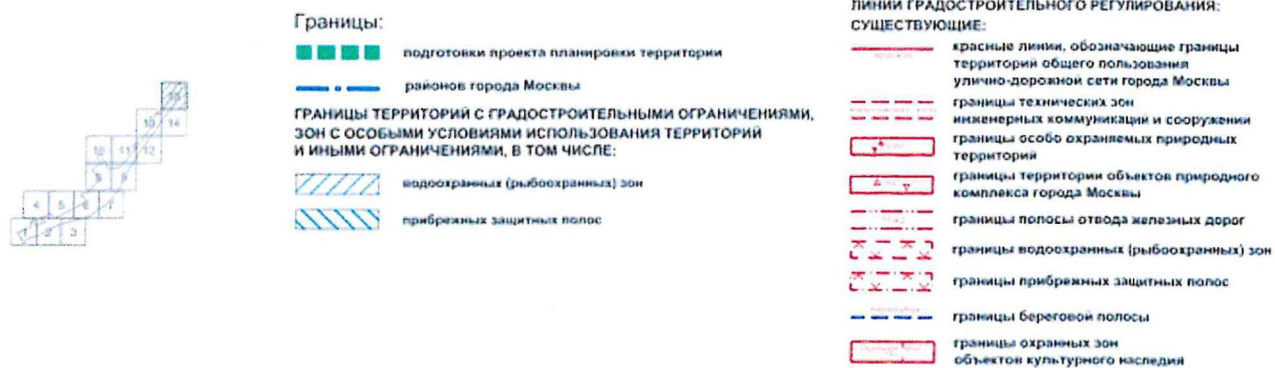 15
13 14
10 11 12
8 9
4 5 6 7
1 2 3
Границы:
подготовки проекта планировки территории
районов города Москвы
ГРАНИЦЫ ТЕРРИТОРИЙ С ГРАДОСТРОИТЕЛЬНЫМИ ОГРАНИЧЕНИЯМИ,
ЗОН С ОСОБЫМИ УСЛОВИЯМИ ИСПОЛЬЗОВАНИЯ ТЕРРИТОРИЙ
И ИНЫМИ ОГРАНИЧЕНИЯМИ, В ТОМ ЧИСЛЕ:
водоохранных (рыбоохранных) зон
прибрежных защитных полос
ЛИНИИ ГРАДОСТРОИТЕЛЬНОГО РЕГУЛИРОВАНИЯ:
СУЩЕСТВУЮЩИЕ:
красные линии, обозначающие границы
территорий общего пользования
улично-дорожной сети города Москвы
границы технических зон
инженерных коммуникаций и сооружений
границы особо охраняемых природных
территорий
границы территории объектов природного
комплекса города Москвы
границы полосы отвода железных дорог
границы водоохранных (рыбоохранных) зон
границы прибрежных защитных полос
границы береговой полосы
границы охранных зон
объектов культурного наследия